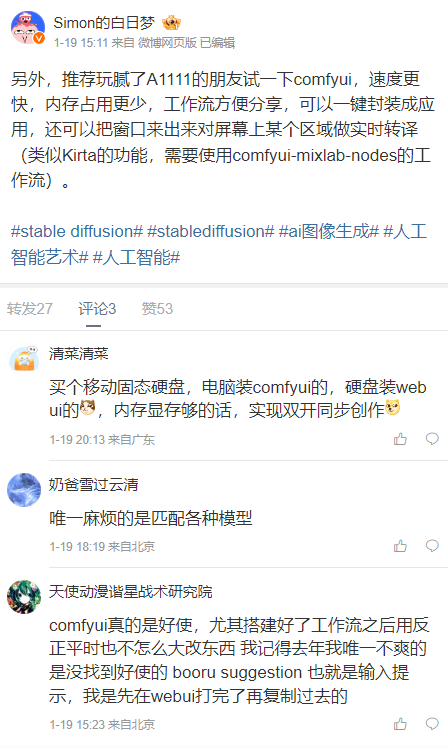 Simon的白日梦
1-19 15:11 来自 微博网页版 已编辑
另外，推荐玩腻了A1111的朋友试一下comfyui，速度更
快，内存占用更少，工作流方便分享，可以一键封装成应
用，还可以把窗口来出来对屏幕上某个区域做实时转译
（类似Kirta的功能，需要使用comfyui-mixlab-nodes的工
作流）。
#stable diffusion# #stablediffusion# #ai图像生成# #人工
智能艺术# #人工智能#
转发27 评论3 赞53
清菜清菜
买个移动固态硬盘，电脑装comfyui的，硬盘装web
ui的，内存显存够的话，实现双开同步创作
1-19 20:13 来自广东
奶爸雪过云清
唯一麻烦的是匹配各种模型
1-19 18:19 来自北京
天使动漫谐星战术研究院
comfyui真的是好使，尤其搭建好了工作流之后用反
正平时也不怎么大改东西 我记得去年我唯一不爽的
是没找到好使的 booru suggestion 也就是输入提
示，我是先在webui打完了再复制过去的
1-19 15:23 来自北京